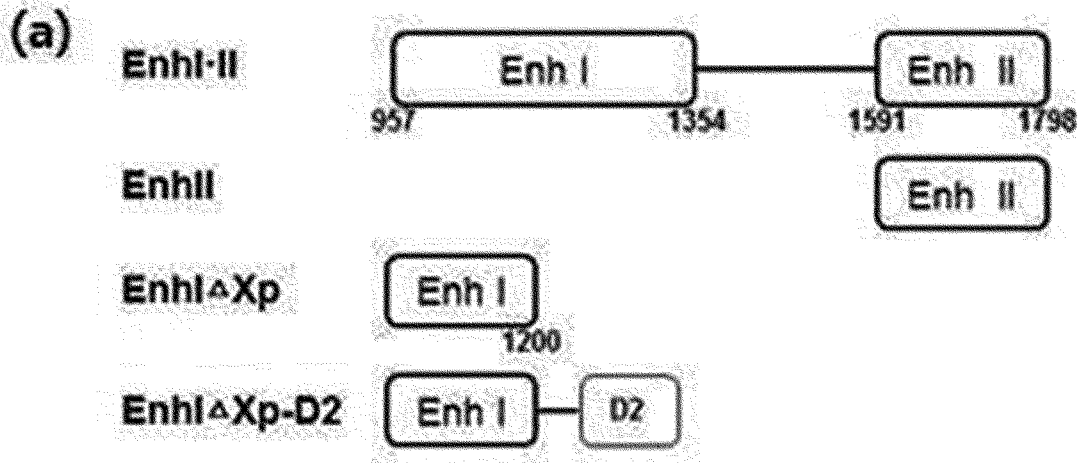 (a)
EnhI·II Enh I Enh II
957 1354 1591 1798
EnhII Enh II
EnhI△Xp Enh I
1200
EnhI△Xp-D2 Enh I D2